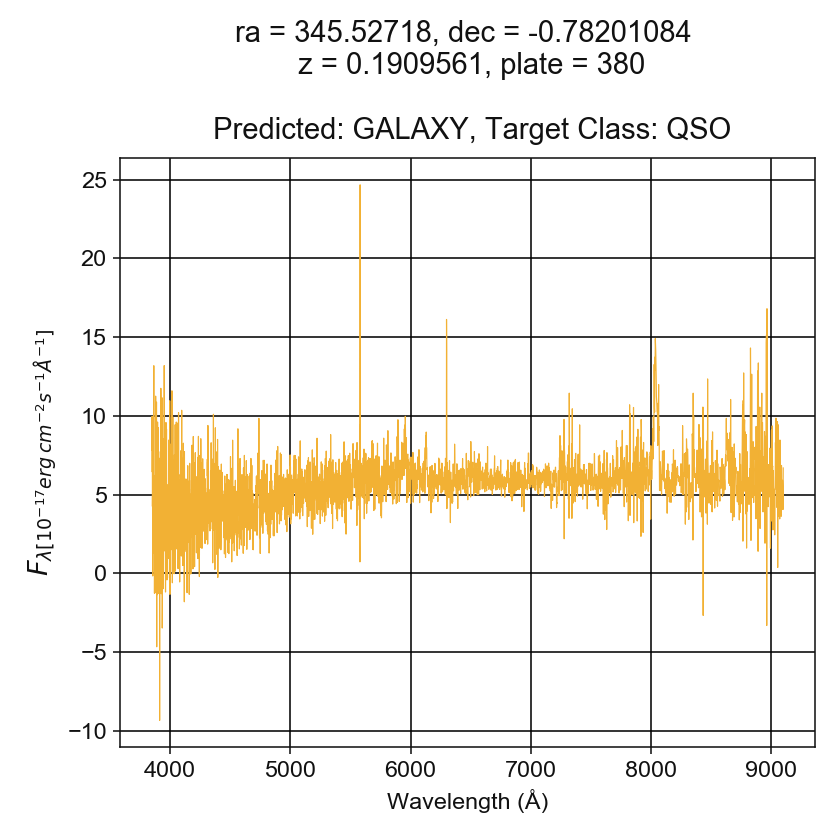 ra = 345.52718, dec = -0.78201084
z = 0.1909561, plate = 380
Predicted: GALAXY, Target Class: QSO
25
20
15
10
5
0
−5
−10
F_λ[10^{−17} erg cm^{−2} s^{−1} Å^{−1}]
4000 5000 6000 7000 8000 9000
Wavelength (Å)